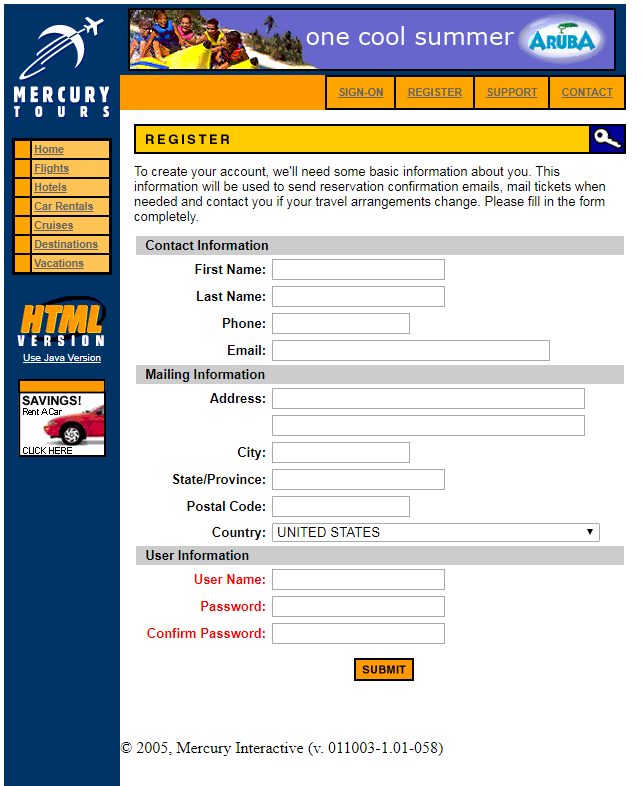 one cool summer ARUBA
MERCURY
TOURS
SIGN-ON REGISTER SUPPORT CONTACT
Home
Flights
Hotels
Car Rentals
Cruises
Destinations
Vacations
HTML
VERSION
Use Java Version
SAVINGS!
Rent A Car
CLICK HERE
REGISTER
To create your account, we'll need some basic information about you. This
information will be used to send reservation confirmation emails, mail tickets when
needed and contact you if your travel arrangements change. Please fill in the form
completely.
Contact Information
First Name:
Last Name:
Phone:
Email:
Mailing Information
Address:
City:
State/Province:
Postal Code:
Country: UNITED STATES
User Information
User Name:
Password:
Confirm Password:
SUBMIT
© 2005, Mercury Interactive (v. 011003-1.01-058)